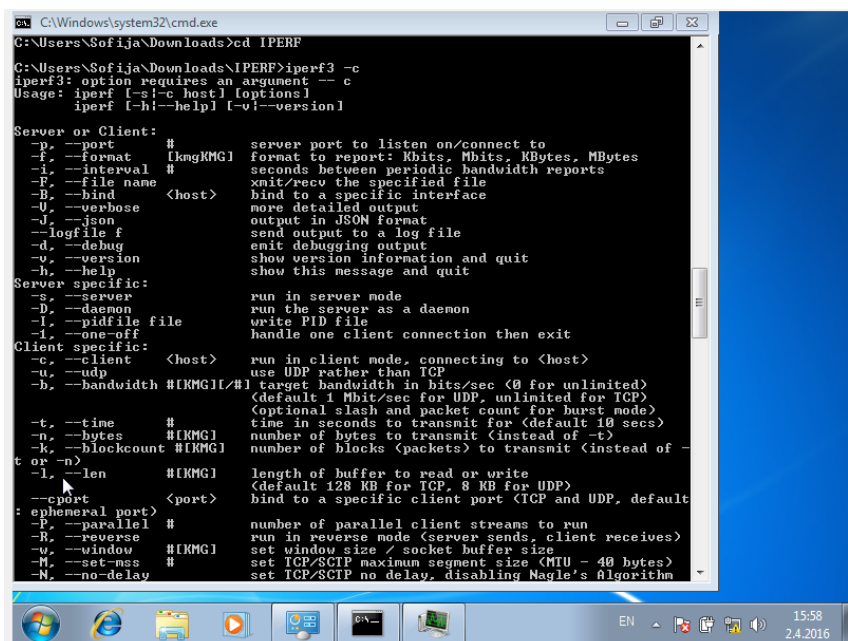 C:\Windows\system32\cmd.exe
C:\Users\Sofija\Downloads>cd IPERF
C:\Users\Sofija\Downloads\IPERF>iperf3 -c
iperf3: option requires an argument -- c
Usage: iperf [-s|-c host] [options]
       iperf [-h|--help] [-v|--version]
Server or Client:
  -p, --port      #         server port to listen on/connect to
  -f, --format    [kmgKMG]  format to report: Kbits, Mbits, KBytes, MBytes
  -i, --interval  #         seconds between periodic bandwidth reports
  -F, --file name           xmit/recv the specified file
  -B, --bind      <host>    bind to a specific interface
  -V, --verbose             more detailed output
  -J, --json                output in JSON format
  --logfile f               send output to a log file
  -d, --debug               emit debugging output
  -v, --version             show version information and quit
  -h, --help                show this message and quit
Server specific:
  -s, --server              run in server mode
  -D, --daemon              run the server as a daemon
  -I, --pidfile file        write PID file
  -1, --one-off             handle one client connection then exit
Client specific:
  -c, --client    <host>    run in client mode, connecting to <host>
  -u, --udp                 use UDP rather than TCP
  -b, --bandwidth #[KMG][/#] target bandwidth in bits/sec (0 for unlimited)
                            (default 1 Mbit/sec for UDP, unlimited for TCP)
                            (optional slash and packet count for burst mode)
  -t, --time      #         time in seconds to transmit for (default 10 secs)
  -n, --bytes     #[KMG]    number of bytes to transmit (instead of -t)
  -k, --blockcount #[KMG]   number of blocks (packets) to transmit (instead of -
t or -n)
  -l, --len       #[KMG]    length of buffer to read or write
                            (default 128 KB for TCP, 8 KB for UDP)
  --cport         <port>    bind to a specific client port (TCP and UDP, default
: ephemeral port)
  -P, --parallel  #         number of parallel client streams to run
  -R, --reverse             run in reverse mode (server sends, client receives)
  -w, --window    #[KMG]    set window size / socket buffer size
  -M, --set-mss   #         set TCP/SCTP maximum segment size (MTU - 40 bytes)
  -N, --no-delay            set TCP/SCTP no delay, disabling Nagle's Algorithm
EN
15:58
2.4.2016